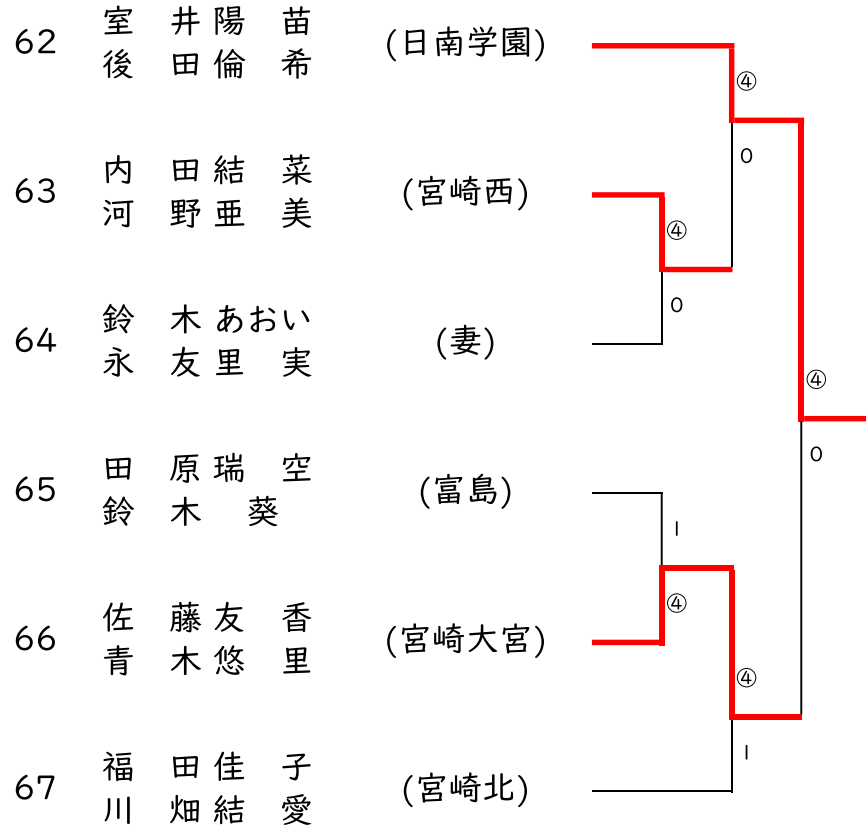 室井陽苗
62 (日南学園) ④
後田倫希
0
内田結菜
63 (宮崎西) ④
河野亜美
0
鈴木あおい
64 (妻)
永友里実
④
0
田原瑞空
65 (富島)
鈴木葵
1
佐藤友香
66 (宮崎大宮) ④
青木悠里
④
1
福田佳子
67 (宮崎北)
川畑結愛